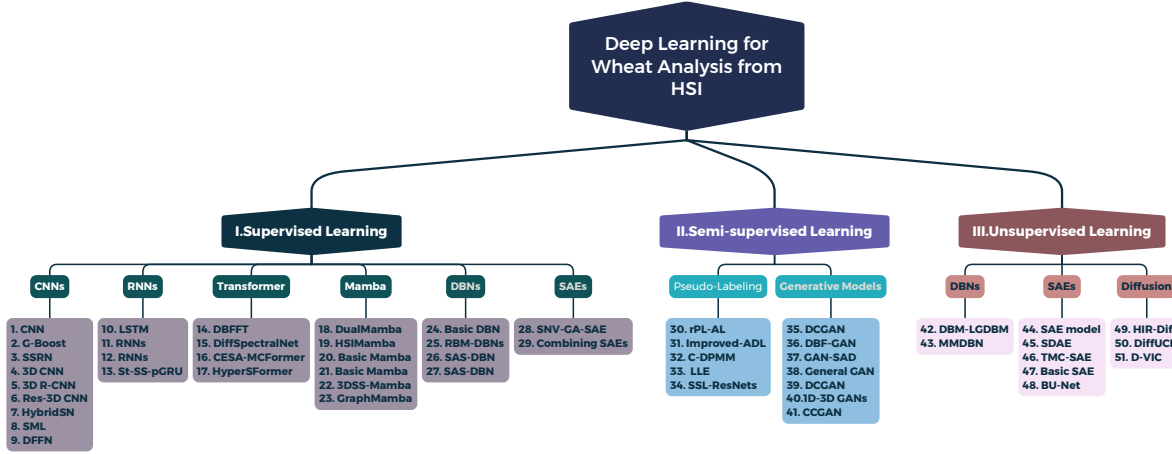 Deep Learning for
Wheat Analysis from
HSI
I.Supervised Learning
II.Semi-supervised Learning
III.Unsupervised Learning
CNNs
RNNs
Transformer
Mamba
DBNs
SAEs
Pseudo-Labeling
Generative Models
DBNs
SAEs
Diffusion
1. CNN
2. G-Boost
3. SSRN
4. 3D CNN
5. 3D R-CNN
6. Res-3D CNN
7. HybridSN
8. SML
9. DFFN
10. LSTM
11. RNNs
12. RNNs
13. St-SS-pGRU
14. DBFFT
15. DiffSpectralNet
16. CESA-MCFormer
17. HyperSFormer
18. DualMamba
19. HSIMamba
20. Basic Mamba
21. Basic Mamba
22. 3DSS-Mamba
23. GraphMamba
24. Basic DBN
25. RBM-DBNs
26. SAS-DBN
27. SAS-DBN
28. SNV-GA-SAE
29. Combining SAEs
30. rPL-AL
31. Improved-ADL
32. C-DPMM
33. LLE
34. SSL-ResNets
35. DCGAN
36. DBF-GAN
37. GAN-SAD
38. General GAN
39. DCGAN
40.1D-3D GANs
41. CCGAN
42. DBM-LGDBM
43. MMDBN
44. SAE model
45. SDAE
46. TMC-SAE
47. Basic SAE
48. BU-Net
49. HIR-Dif
50. DiffUCD
51. D-VIC